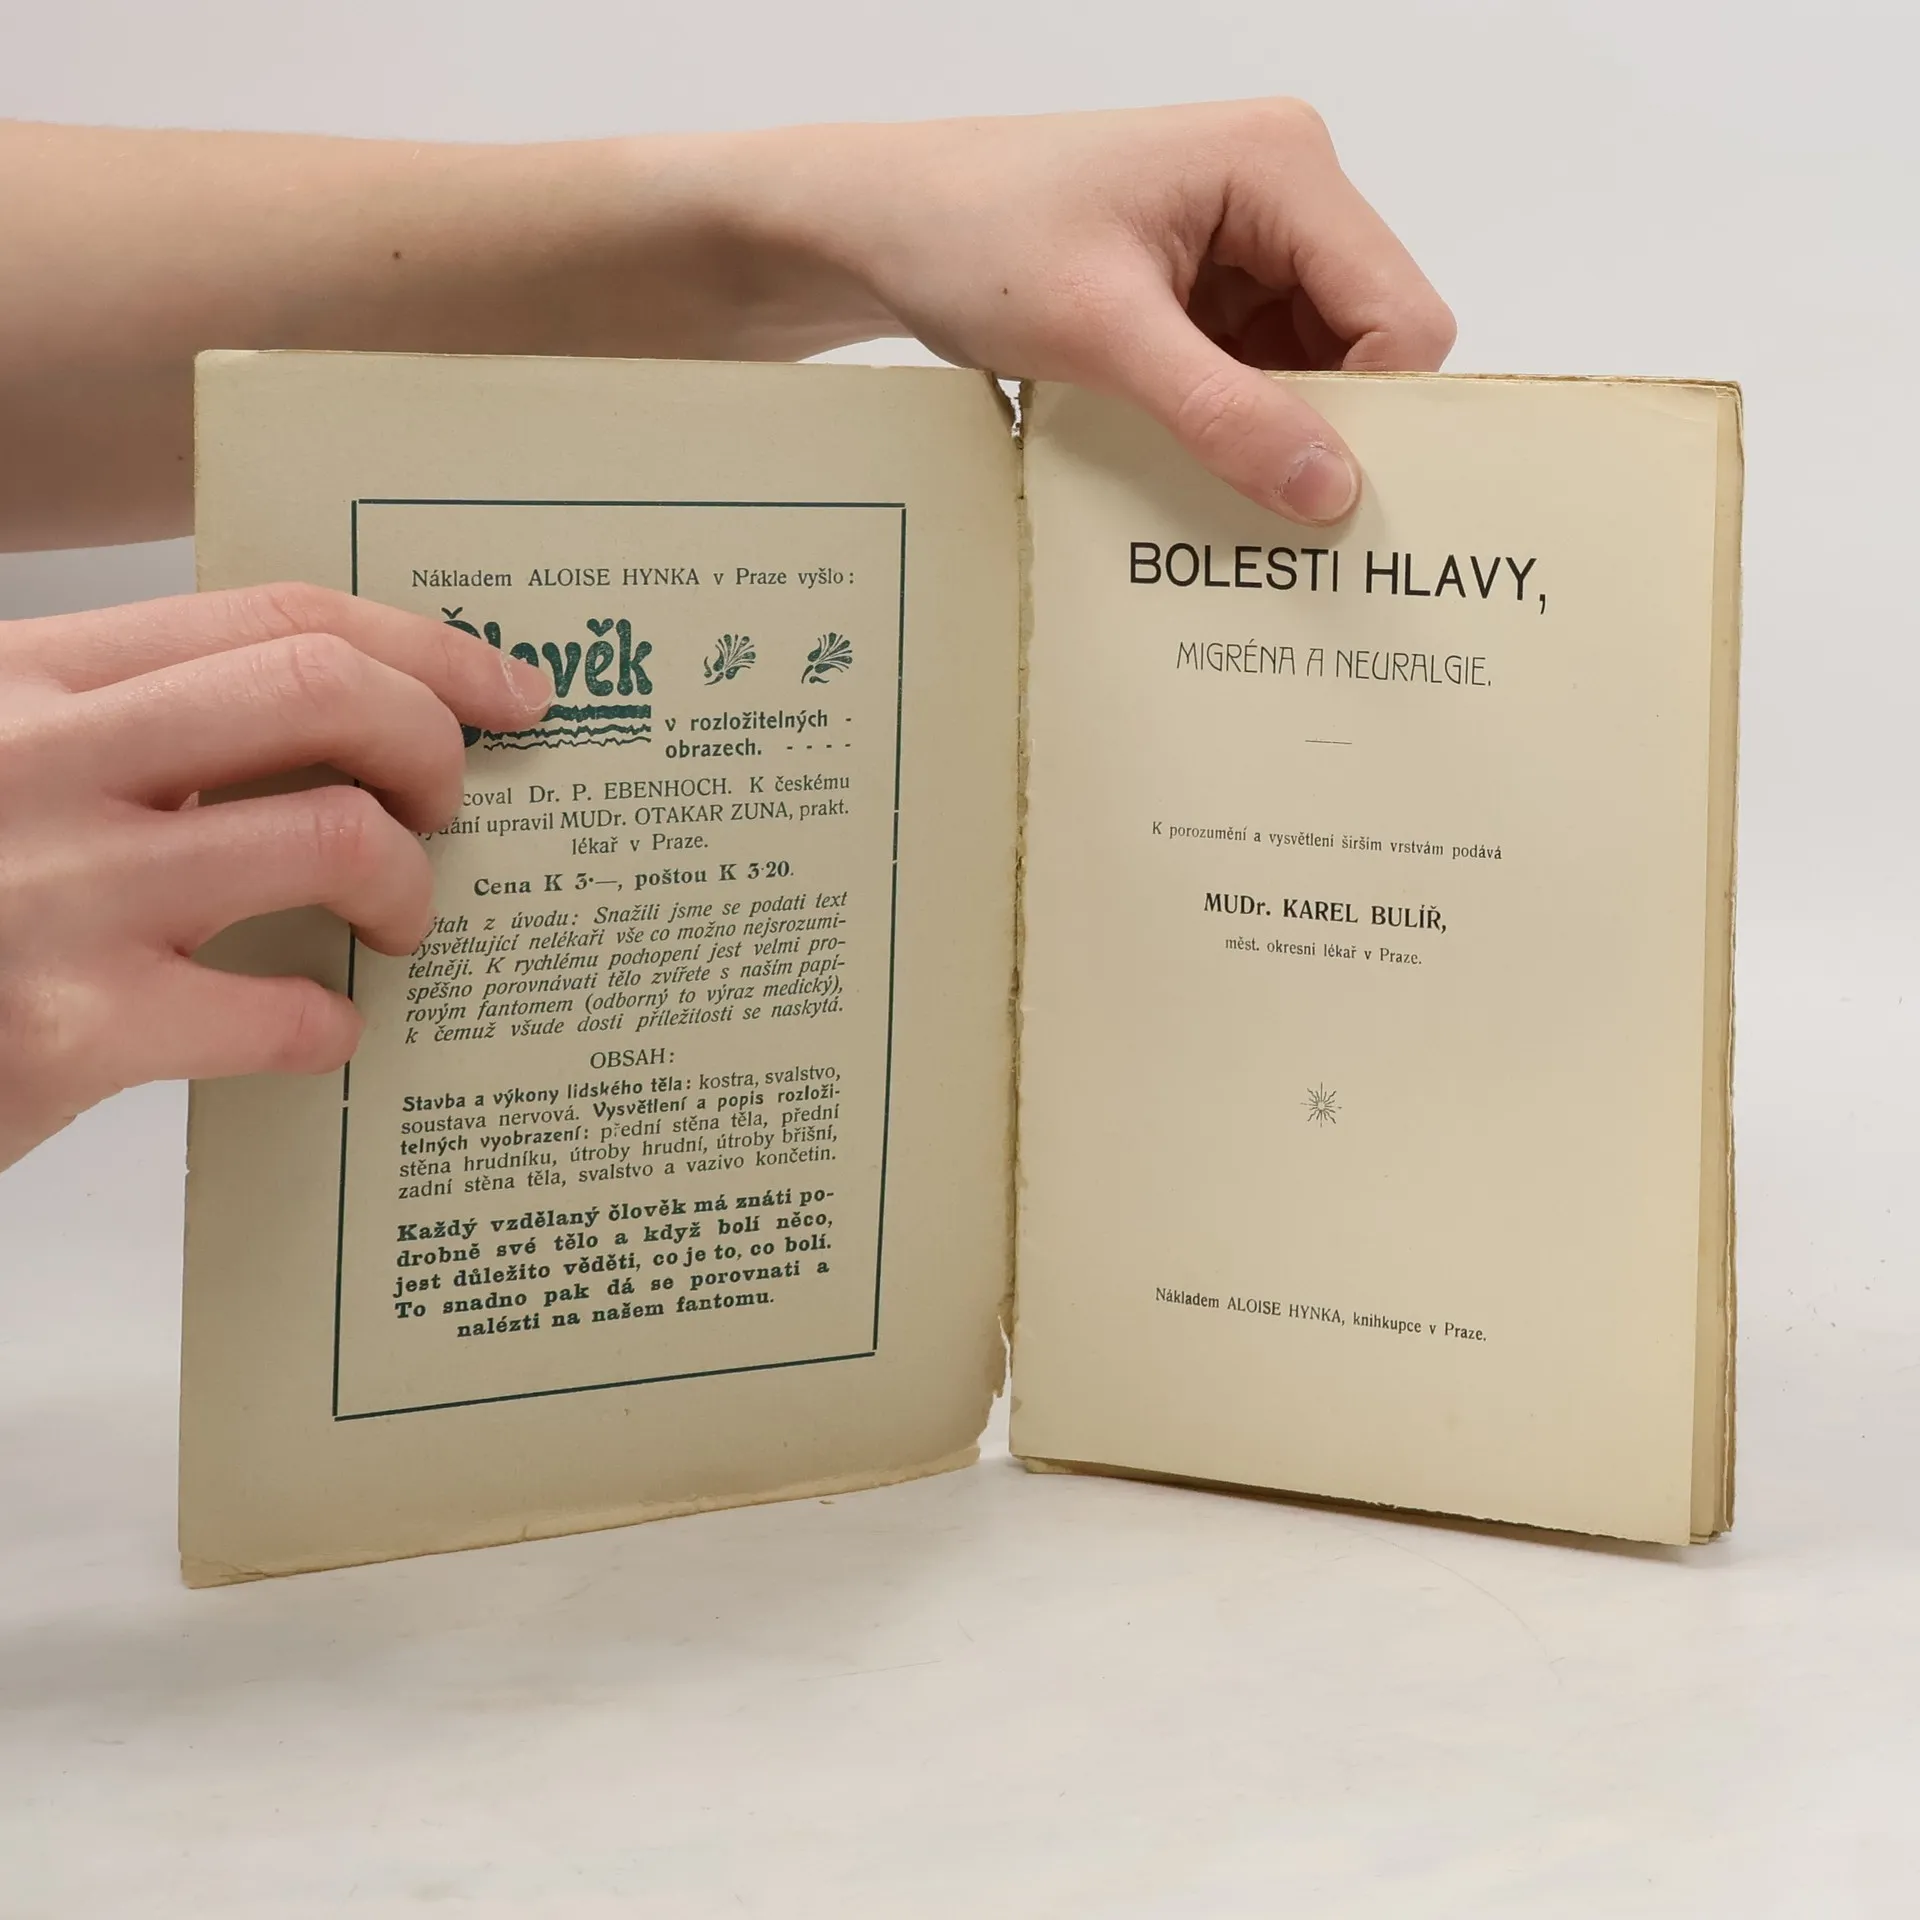 Nákladem ALOISE HYNKA v Praze vyšlo:
v rozložitelných -
obrazech. - - - -
Dr. P. EBENHOCH. K českému
upravil MUDr. OTAKAR ZUNA, prakt.
lékař v Praze.
Cena K 3·—, poštou K 3·20.
z úvodu: Snažili jsme se podati text
vysvětlující nelékaři vše co možno nejsrozumi-
telněji. K rychlému pochopení jest velmi pro-
spěšno porovnávati tělo zvířete s naším papí-
rovým fantomem (odborný to výraz medický),
k čemuž všude dosti příležitosti se naskytá.
OBSAH:
Stavba a výkony lidského těla: kostra, svalstvo,
soustava nervová. Vysvětlení a popis rozloži-
telných vyobrazení: přední stěna těla, přední
stěna hrudníku, útroby hrudní, útroby břišní,
zadní stěna těla, svalstvo a vazivo končetin.
Každý vzdělaný člověk má znáti po-
drobně své tělo a když bolí něco,
jest důležito věděti, co je to, co bolí.
To snadno pak dá se porovnati a
nalézti na našem fantomu.
BOLESTI HLAVY,
MIGRÉNA A NEURALGIE.
K porozumění a vysvětlení širším vrstvám podává
MUDr. KAREL BULÍŘ,
měst. okresní lékař v Praze.
Nákladem ALOISE HYNKA, knihkupce v Praze.